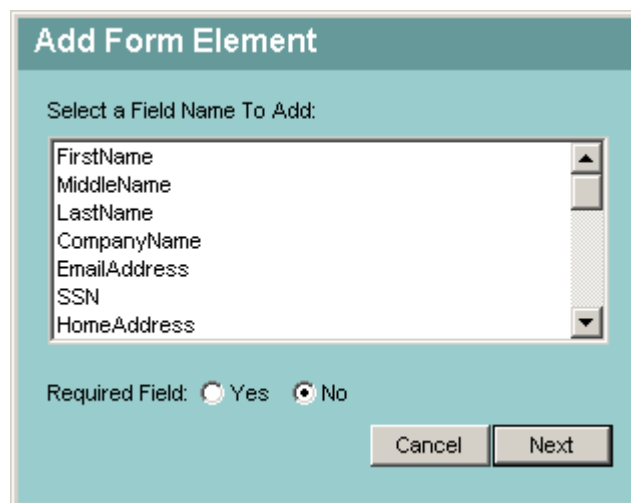 Add Form Element
Select a Field Name To Add:
FirstName
MiddleName
LastName
CompanyName
EmailAddress
SSN
HomeAddress
Required Field: Yes No
Cancel Next